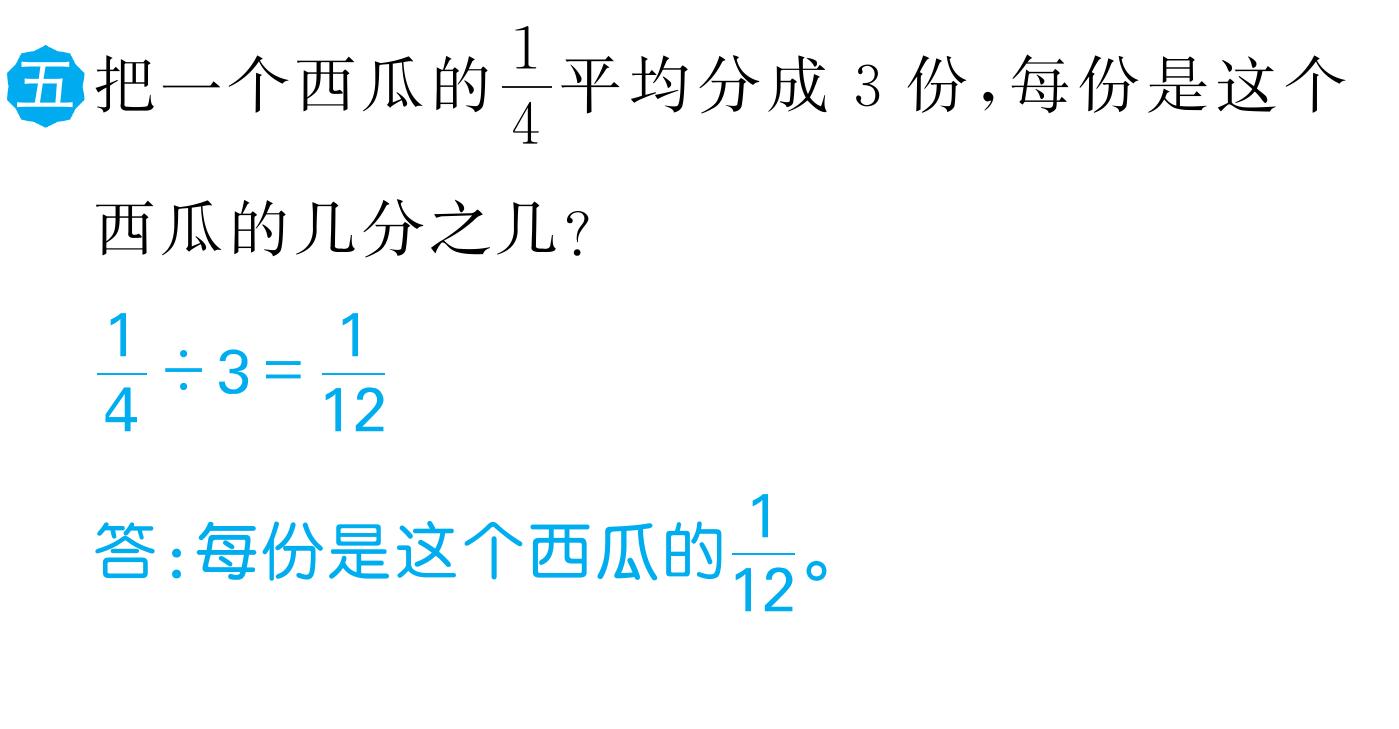 五 把一个西瓜的1/4平均分成 3 份,每份是这个
西瓜的几分之几?
1/4÷3=1/12
答:每份是这个西瓜的1/12。